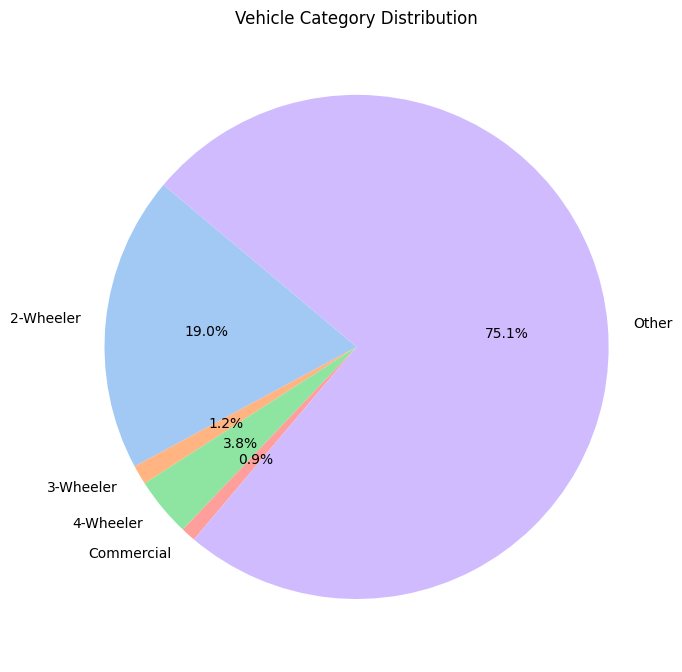 Vehicle Category Distribution
2-Wheeler
19.0%
75.1%
Other
1.2%
3.8%
0.9%
3-Wheeler
4-Wheeler
Commercial